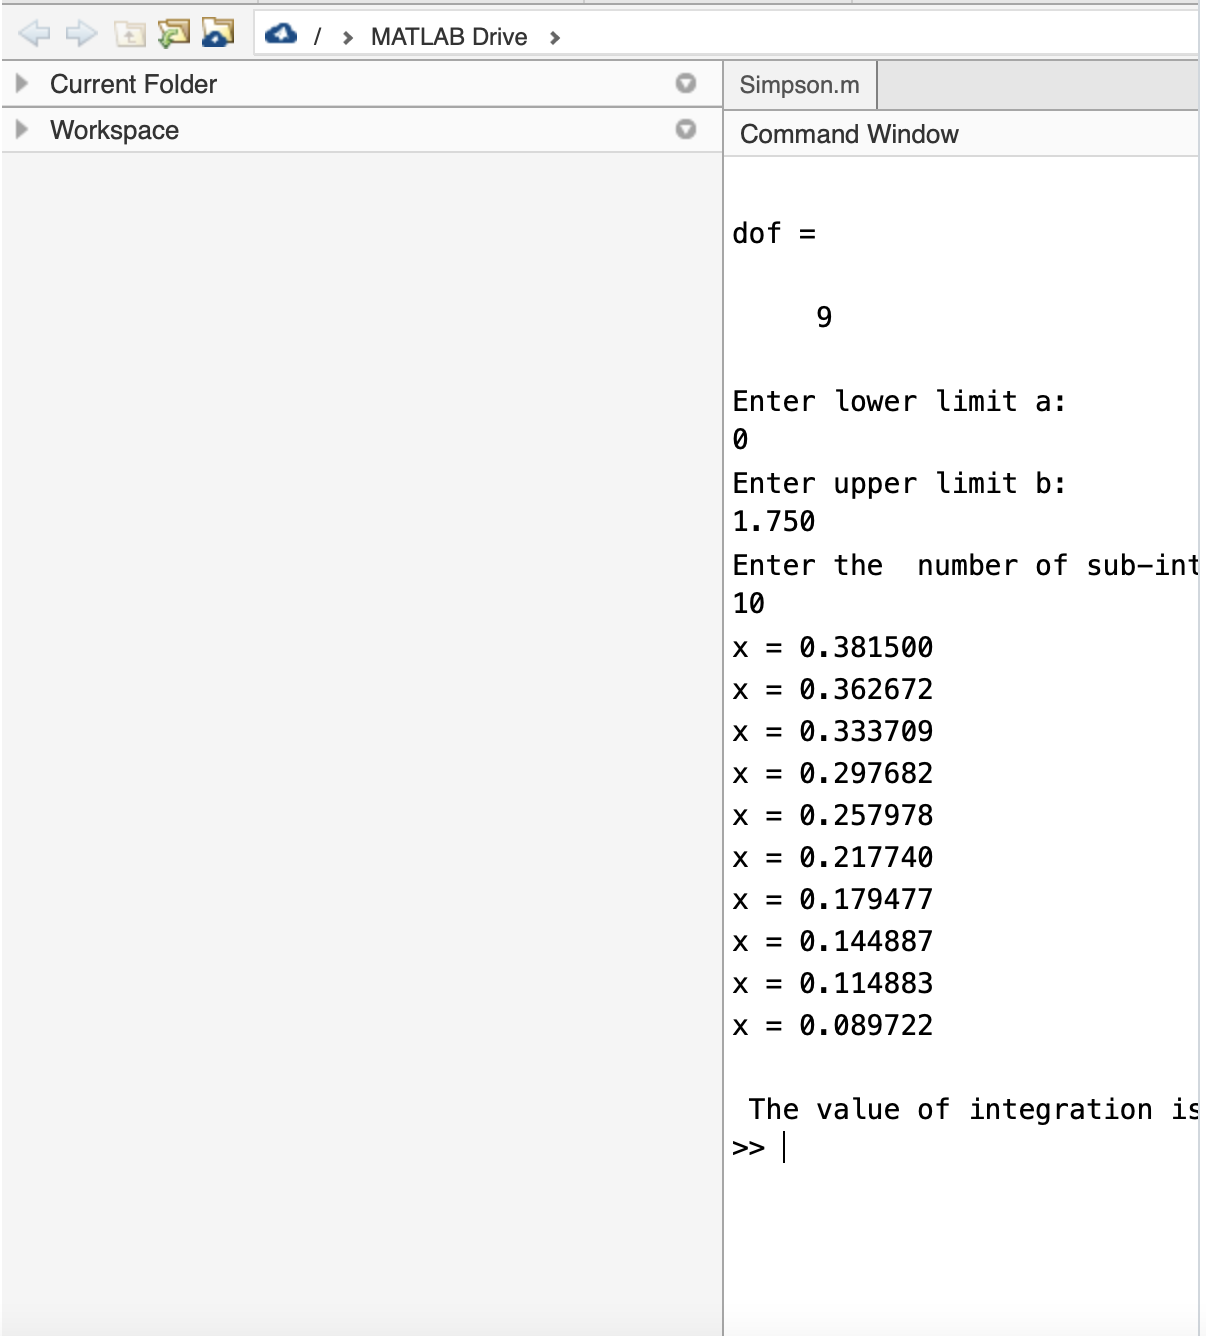 / > MATLAB Drive >
Current Folder
Workspace
Simpson.m
Command Window
dof =
9
Enter lower limit a:
0
Enter upper limit b:
1.750
Enter the  number of sub-int
10
x = 0.381500
x = 0.362672
x = 0.333709
x = 0.297682
x = 0.257978
x = 0.217740
x = 0.179477
x = 0.144887
x = 0.114883
x = 0.089722
The value of integration is
>>